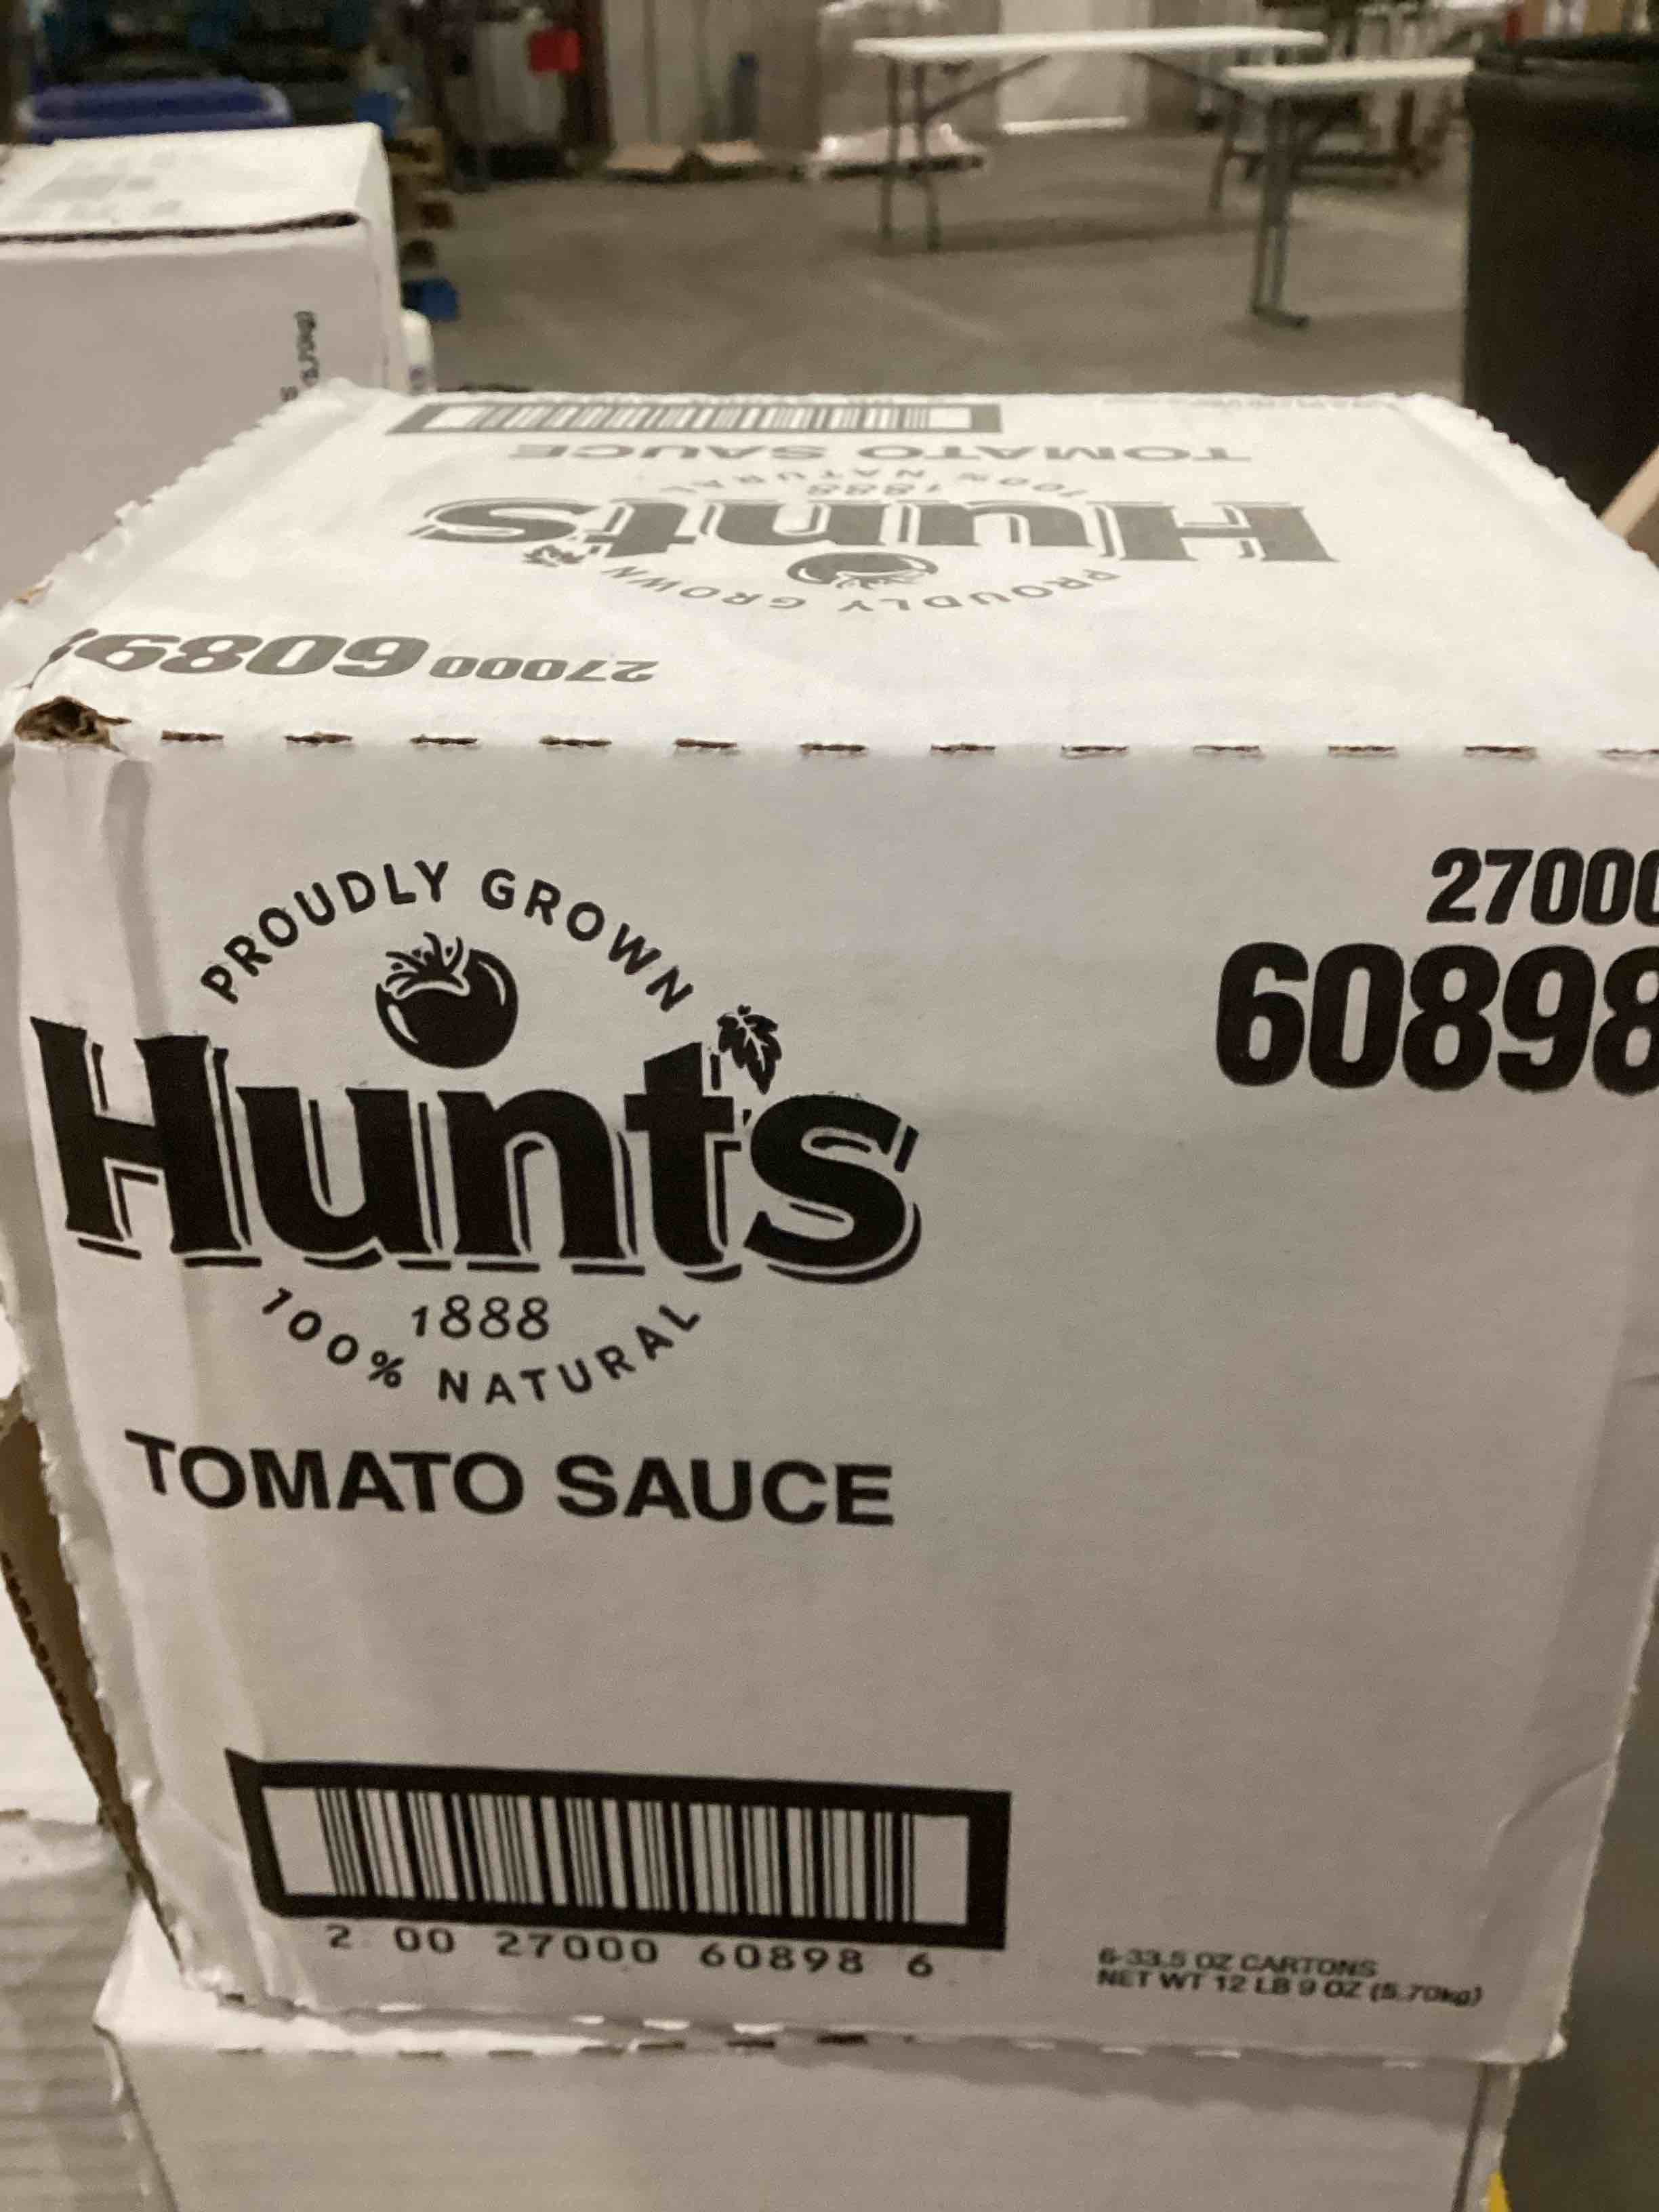 TOMATO SAUCE
100% NATURAL
1888
Hunt's
PROUDLY GROWN
27000 6089
PROUDLY GROWN
Hunt's
1888
100% NATURAL
TOMATO SAUCE
27000
60898
2 00 27000 60898 6
6-33.5 OZ CARTONS
NET WT 12 LB 9 OZ (5.70kg)